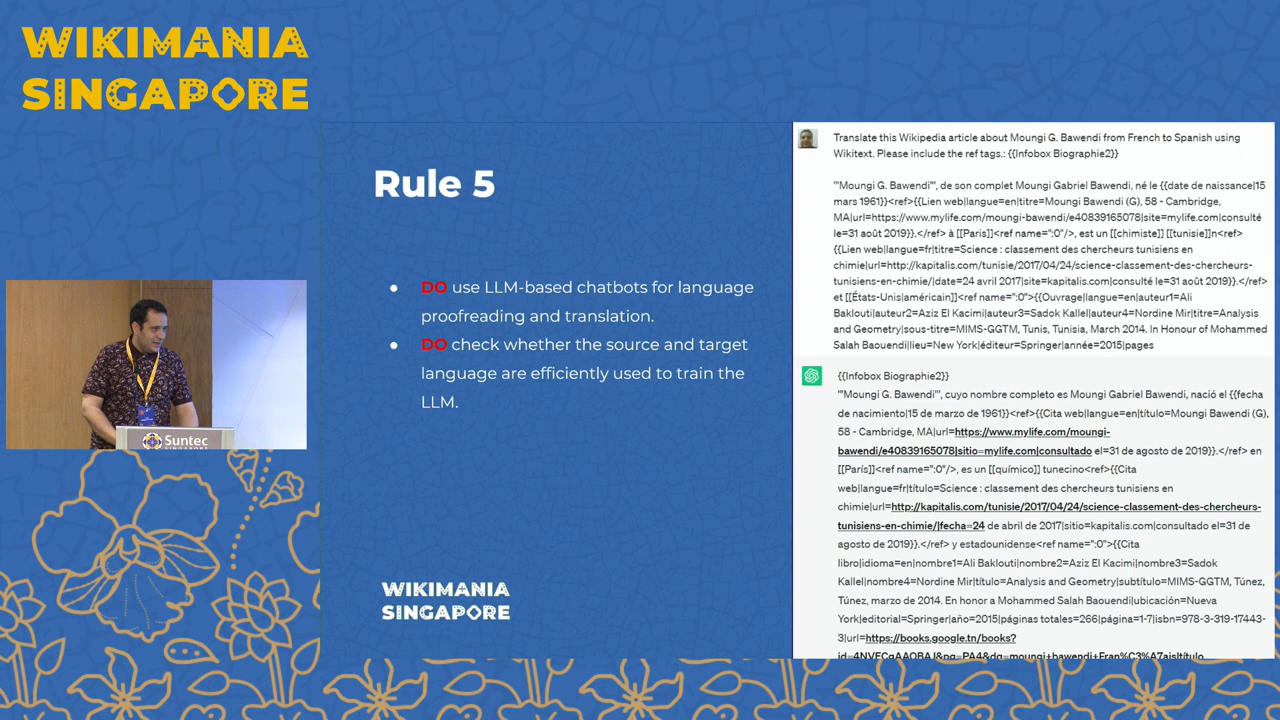 WIKIMANIA
SINGAPORE
Rule 5
● DO use LLM-based chatbots for language
proofreading and translation.
● DO check whether the source and target
language are efficiently used to train the
LLM.
WIKIMANIA
SINGAPORE
Suntec
SINGAPORE
Translate this Wikipedia article about Moungi G. Bawendi from French to Spanish using
Wikitext. Please include the ref tags.: {{Infobox Biographie2}}
'''Moungi G. Bawendi''', de son complet Moungi Gabriel Bawendi, né le {{date de naissance|15
mars 1961}}<ref>{{Lien web|langue=en|titre=Moungi Bawendi (G), 58 - Cambridge,
MA|url=https://www.mylife.com/moungi-bawendi/e40839165078|site=mylife.com|consulté
le=31 août 2019}}.</ref> à [[Paris]]<ref name=":0"/>, est un [[chimiste]] [[tunisie]]n<ref>
{{Lien web|langue=fr|titre=Science : classement des chercheurs tunisiens en
chimie|url=http://kapitalis.com/tunisie/2017/04/24/science-classement-des-chercheurs-
tunisiens-en-chimie/|date=24 avril 2017|site=kapitalis.com|consulté le=31 août 2019}}.</ref>
et [[États-Unis|américain]]<ref name=":0">{{Ouvrage|langue=en|auteur1=Ali
Baklouti|auteur2=Aziz El Kacimi|auteur3=Sadok Kallel|auteur4=Nordine Mir|titre=Analysis
and Geometry|sous-titre=MIMS-GGTM, Tunis, Tunisia, March 2014. In Honour of Mohammed
Salah Baouendi|lieu=New York|éditeur=Springer|année=2015|pages
{{Infobox Biographie2}}
'''Moungi G. Bawendi''', cuyo nombre completo es Moungi Gabriel Bawendi, nació el {{fecha
de nacimiento|15 de marzo de 1961}}<ref>{{Cita web|langue=en|título=Moungi Bawendi (G),
58 - Cambridge, MA|url=https://www.mylife.com/moungi-
bawendi/e40839165078|sitio=mylife.com|consultado el=31 de agosto de 2019}}.</ref> en
[[París]]<ref name=":0"/>, es un [[químico]] tunecino<ref>{{Cita
web|langue=fr|título=Science : classement des chercheurs tunisiens en
chimie|url=http://kapitalis.com/tunisie/2017/04/24/science-classement-des-chercheurs-
tunisiens-en-chimie/|fecha=24 de abril de 2017|sitio=kapitalis.com|consultado el=31 de
agosto de 2019}}.</ref> y estadounidense<ref name=":0">{{Cita
libro|idioma=en|nombre1=Ali Baklouti|nombre2=Aziz El Kacimi|nombre3=Sadok
Kallel|nombre4=Nordine Mir|título=Analysis and Geometry|subtítulo=MIMS-GGTM, Túnez,
Túnez, marzo de 2014. En honor a Mohammed Salah Baouendi|ubicación=Nueva
York|editorial=Springer|año=2015|páginas totales=266|página=1-7|isbn=978-3-319-17443-
3|url=https://books.google.tn/books?